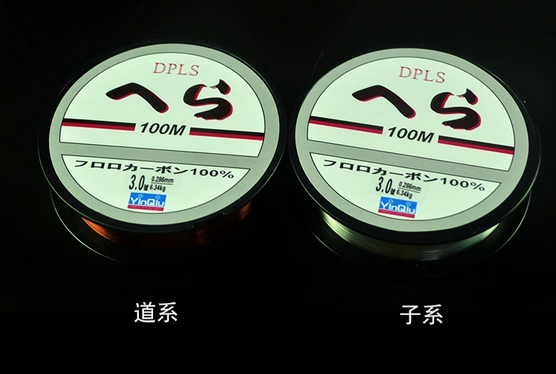 DPLS
へら
100M
フロロカーボン100%
3.0号 0.286mm
6.34kg
YinQiu
道系
DPLS
へら
100M
フロロカーボン100%
3.0号 0.286mm
6.34kg
YinQiu
子系